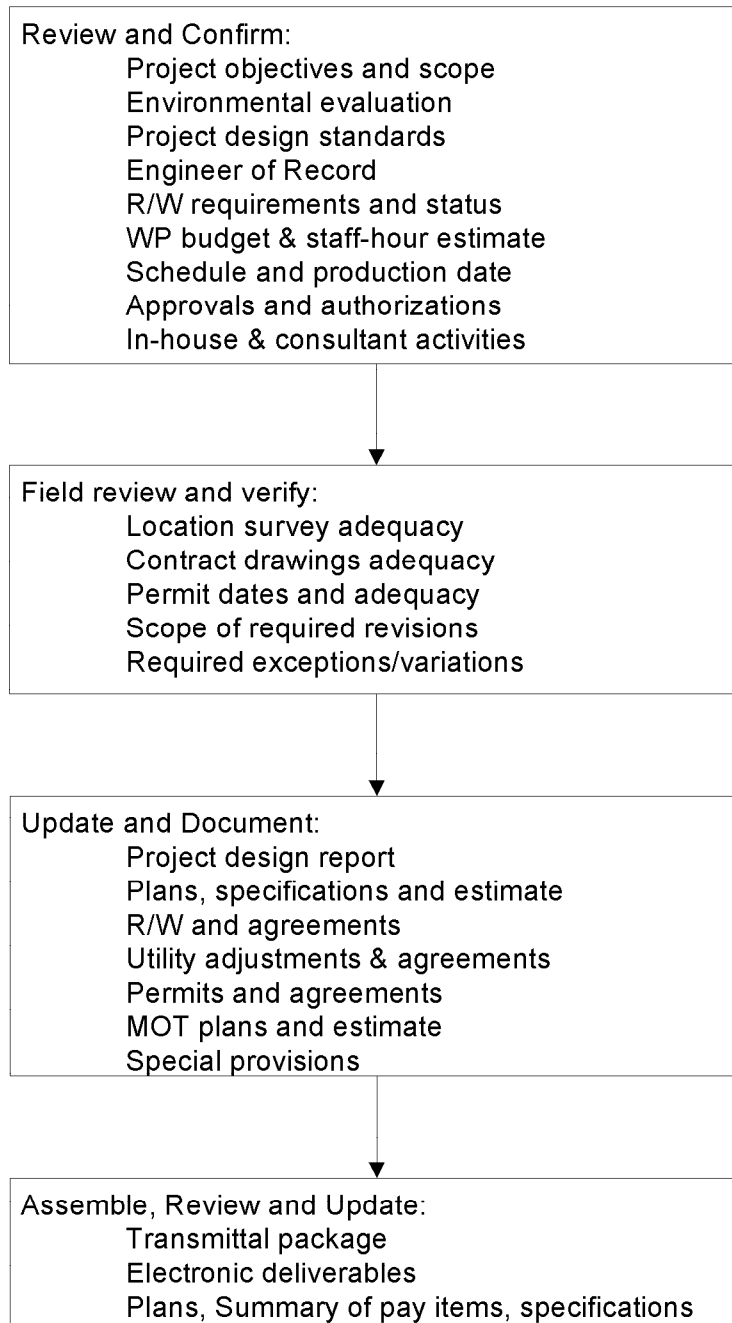 Review and Confirm:
Project objectives and scope
Environmental evaluation
Project design standards
Engineer of Record
R/W requirements and status
WP budget & staff-hour estimate
Schedule and production date
Approvals and authorizations
In-house & consultant activities
Field review and verify:
Location survey adequacy
Contract drawings adequacy
Permit dates and adequacy
Scope of required revisions
Required exceptions/variations
Update and Document:
Project design report
Plans, specifications and estimate
R/W and agreements
Utility adjustments & agreements
Permits and agreements
MOT plans and estimate
Special provisions
Assemble, Review and Update:
Transmittal package
Electronic deliverables
Plans, Summary of pay items, specifications